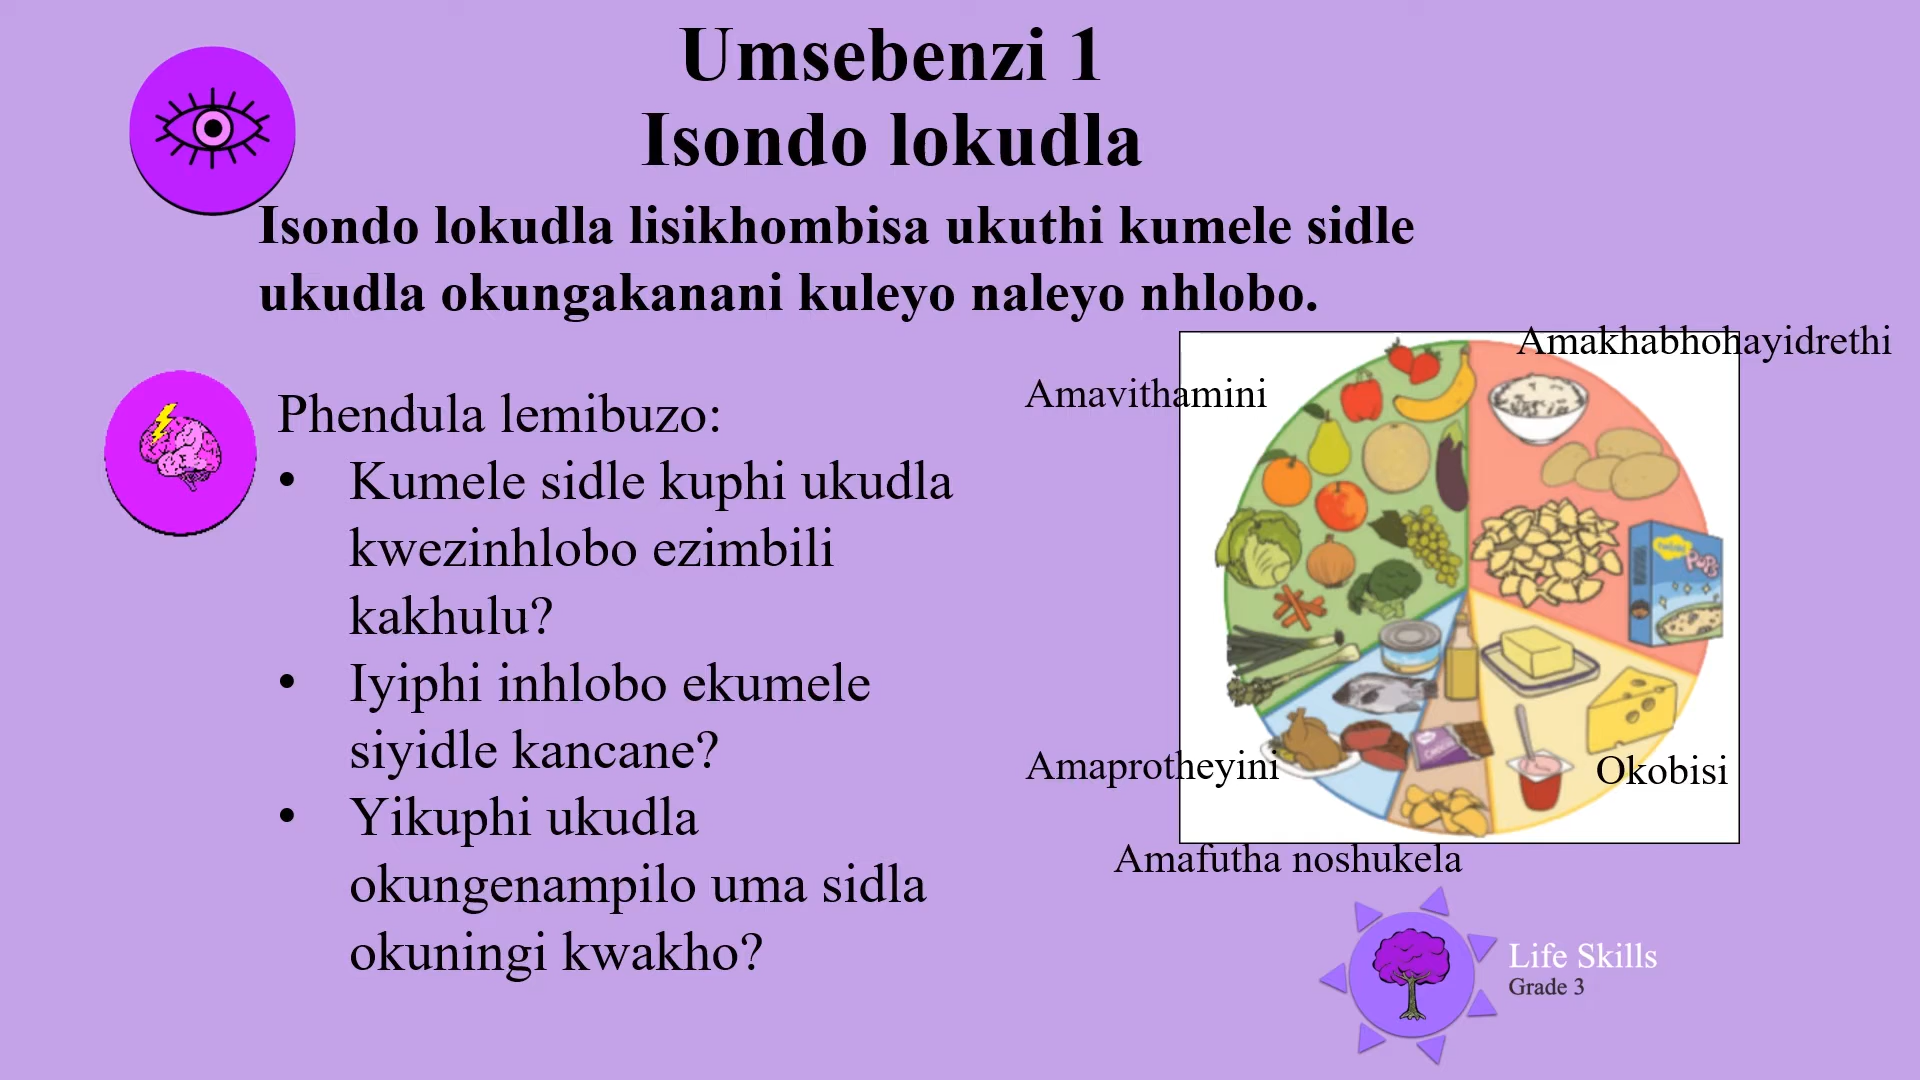 Umsebenzi 1
Isondo lokudla
Isondo lokudla lisikhombisa ukuthi kumele sidle
ukudla okungakanani kuleyo naleyo nhlobo.
Phendula lemibuzo:
• Kumele sidle kuphi ukudla
kwezinhlobo ezimbili
kakhulu?
• Iyiphi inhlobo ekumele
siyidle kancane?
• Yikuphi ukudla
okungenampilo uma sidla
okuningi kwakho?
Amakhabhohayidrethi
Amavithamini
Amaprotheyini
Okobisi
Amafutha noshukela
Life Skills
Grade 3